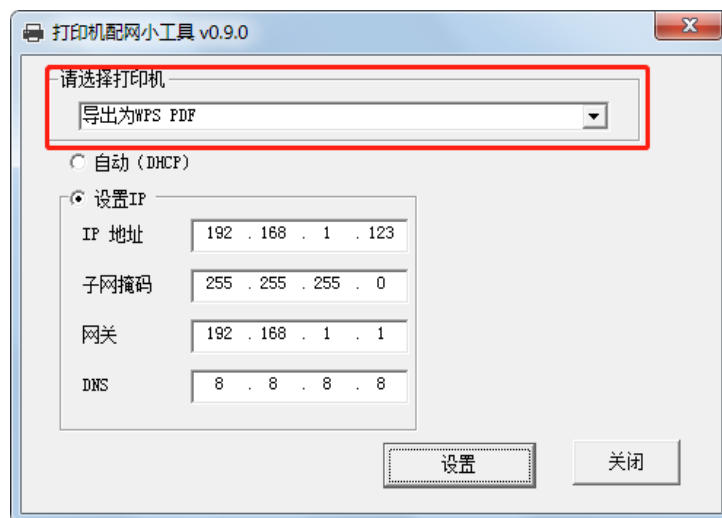 打印机配网小工具 v0.9.0
请选择打印机
导出为WPS PDF
自动（DHCP）
设置IP
IP 地址 192 . 168 . 1 . 123
子网掩码 255 . 255 . 255 . 0
网关 192 . 168 . 1 . 1
DNS 8 . 8 . 8 . 8
设置 关闭